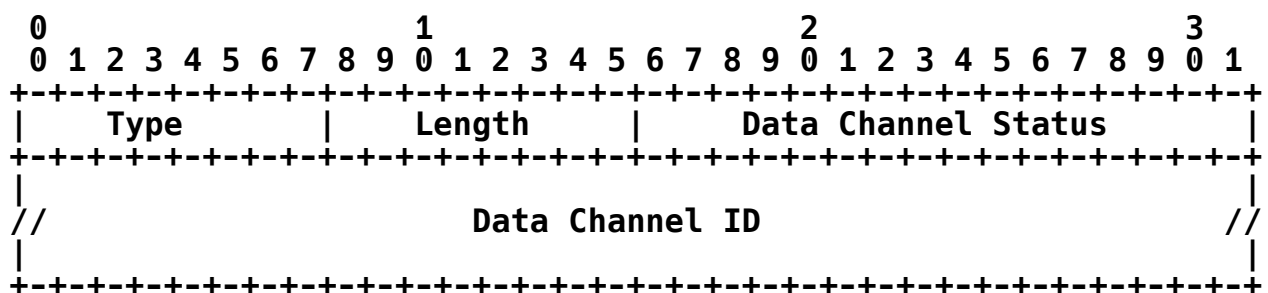 0                   1                   2                   3
 0 1 2 3 4 5 6 7 8 9 0 1 2 3 4 5 6 7 8 9 0 1 2 3 4 5 6 7 8 9 0 1
+-+-+-+-+-+-+-+-+-+-+-+-+-+-+-+-+-+-+-+-+-+-+-+-+-+-+-+-+-+-+-+-+
|    Type       |    Length     |     Data Channel Status       |
+-+-+-+-+-+-+-+-+-+-+-+-+-+-+-+-+-+-+-+-+-+-+-+-+-+-+-+-+-+-+-+-+
|                                                               |
//                      Data Channel ID                        //
|                                                               |
+-+-+-+-+-+-+-+-+-+-+-+-+-+-+-+-+-+-+-+-+-+-+-+-+-+-+-+-+-+-+-+-+